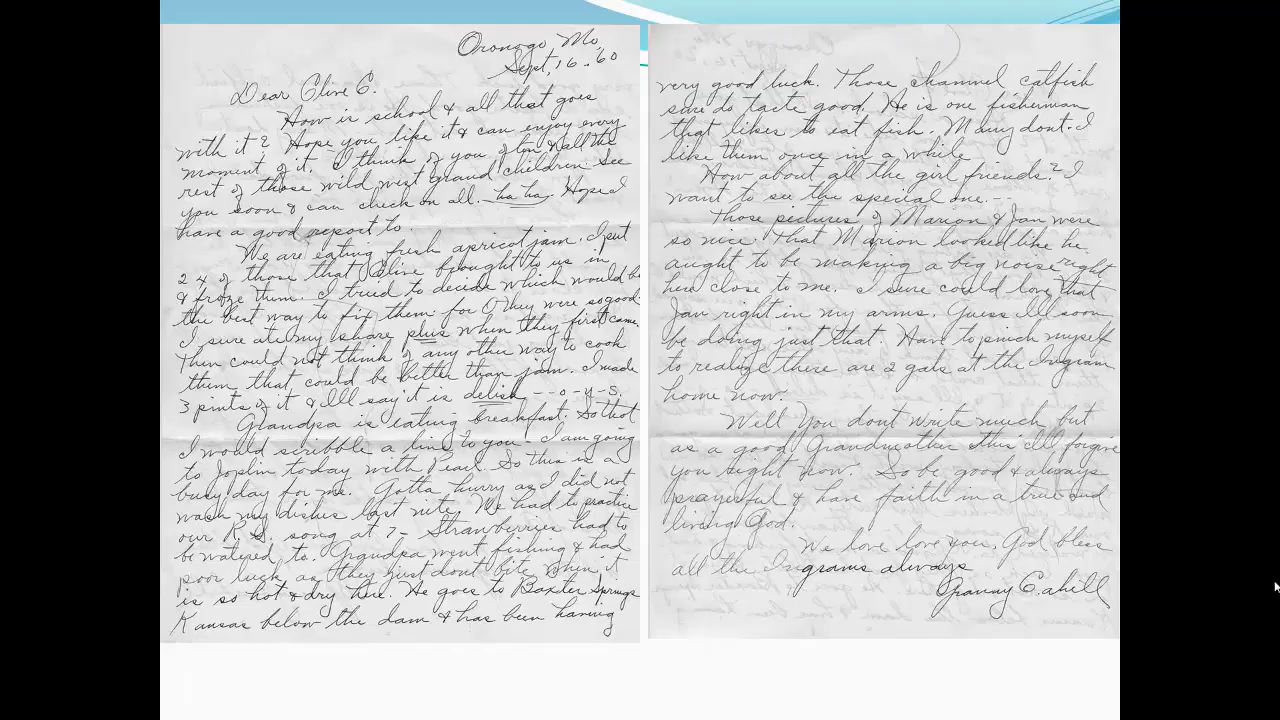 Oronogo Mo,
Sept, 16 - 60
Dear Clive C.
How is school & all that goes
with it? Hope you like it & can enjoy every
moment of it. I think of you often & all the
rest of those wild west grand children. See
you soon & can check on all. ha ha. Hope I
have a good report to.
We are eating fresh apricot jam. I put
2 of those that Clive brought to us in
& froze them. I tried to decide which would be
the best way to fix them for O they were so good.
I sure ate my share plus when they first came.
Then could not think of any other way to cook
them that could be better than jam. I made
3 pints of it & I'll say it is delish --- o-y-s,
Grandpa is eating breakfast. So thot
I would scribble a line to you - I am going
to Joplin today with Pearl. So this is a
busy day for me. Gotta hurry as I did not
wash my dishes last nite. We had to practice
our R.S. song at 7 - Strawberries had to
be watered to. Grandpa went fishing & had
poor luck as they just dont bite when it
is so hot & dry here. He goes to Baxter Springs
Kansas below the dam & has been having
very good luck. Those channel catfish
sure do taste good. He is one fisherman
that likes to eat fish. Many dont. I
like them once in a while
How about all the girl friends? I
want to see the special one.--
Those pictures of Marion & Jan were
so nice. That Marion looked like he
aught to be making a big noise right
here close to me. I sure could love that
Jan right in my arms. Guess I'll soon
be doing just that. Have to pinch myself
to realize there are 2 gals at the Ingram
home now.
Well you dont write much but
as a good Grandmother this I'll forgive
you right now. So be good & always
prayerful & have faith in a true and
living God.
We love love you, God bless
all the Ingrams always
Granny Cahill